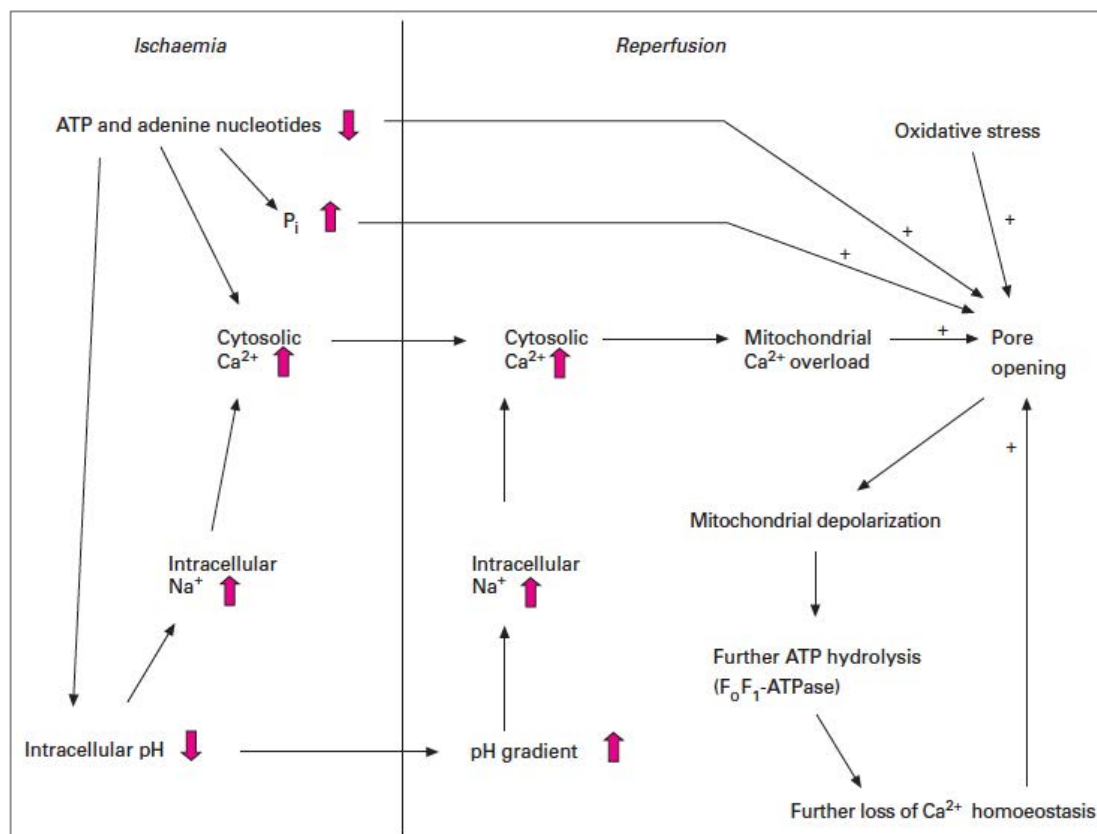 Ischaemia
Reperfusion
ATP and adenine nucleotides
Oxidative stress
Pi
+
+
+
Cytosolic
Ca2+
Cytosolic
Ca2+
Mitochondrial
Ca2+ overload
+
Pore
opening
+
Mitochondrial depolarization
Intracellular
Na+
Intracellular
Na+
Further ATP hydrolysis
(FoF1-ATPase)
Intracellular pH
pH gradient
Further loss of Ca2+ homoeostasis